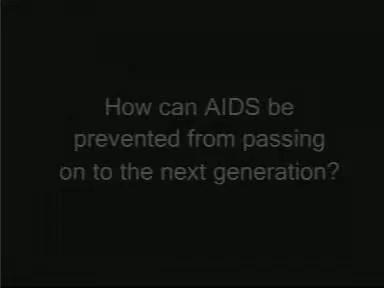 How can AIDS be
prevented from passing
on to the next generation?